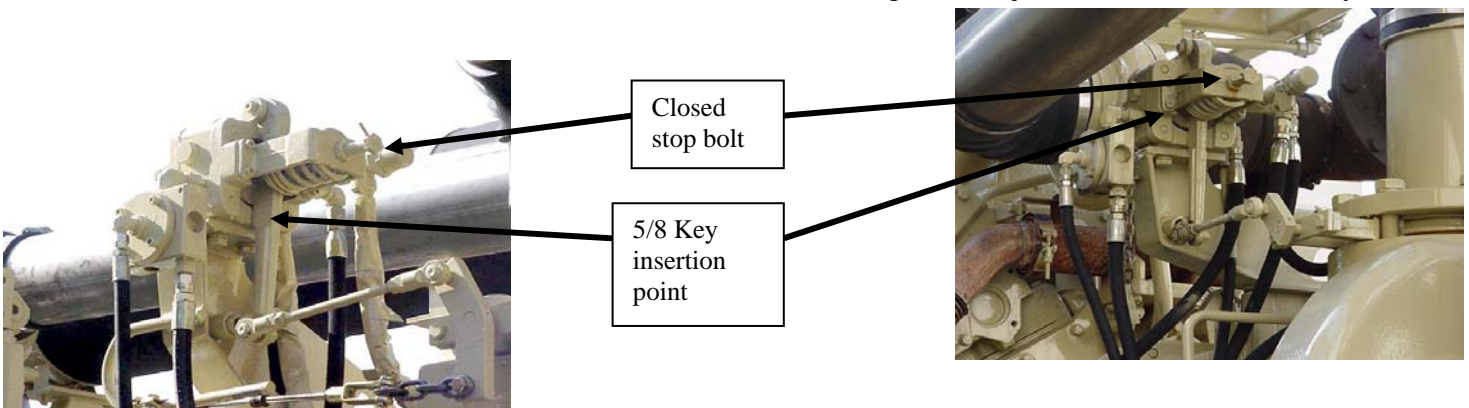 Closed
stop bolt
5/8 Key
insertion
point